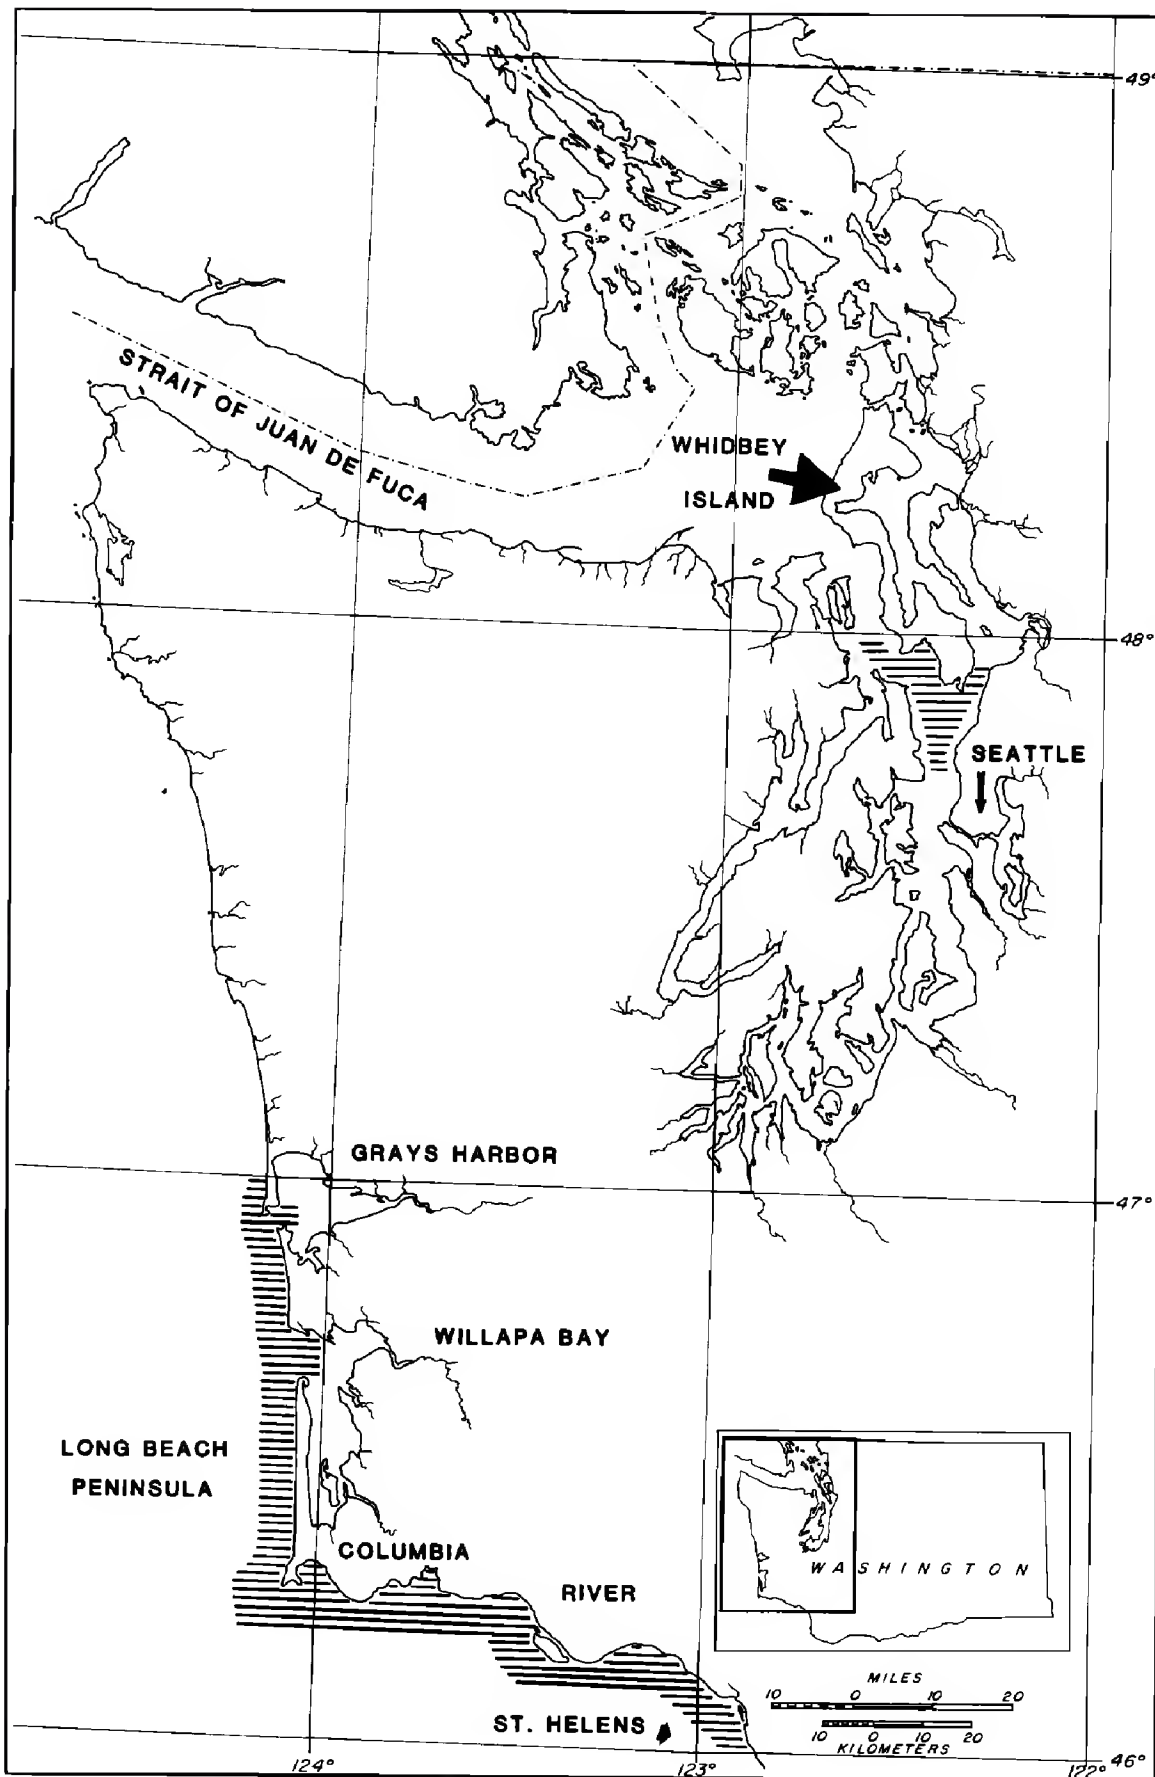 49°
STRAIT OF JUAN DE FUCA
WHIDBEY
ISLAND
48°
SEATTLE
GRAYS HARBOR
47°
WILLAPA BAY
LONG BEACH
PENINSULA
COLUMBIA
RIVER
WASHINGTON
MILES
10 0 10 20
10 0 10 20
KILOMETERS
ST. HELENS
124° 123° 122° 46°